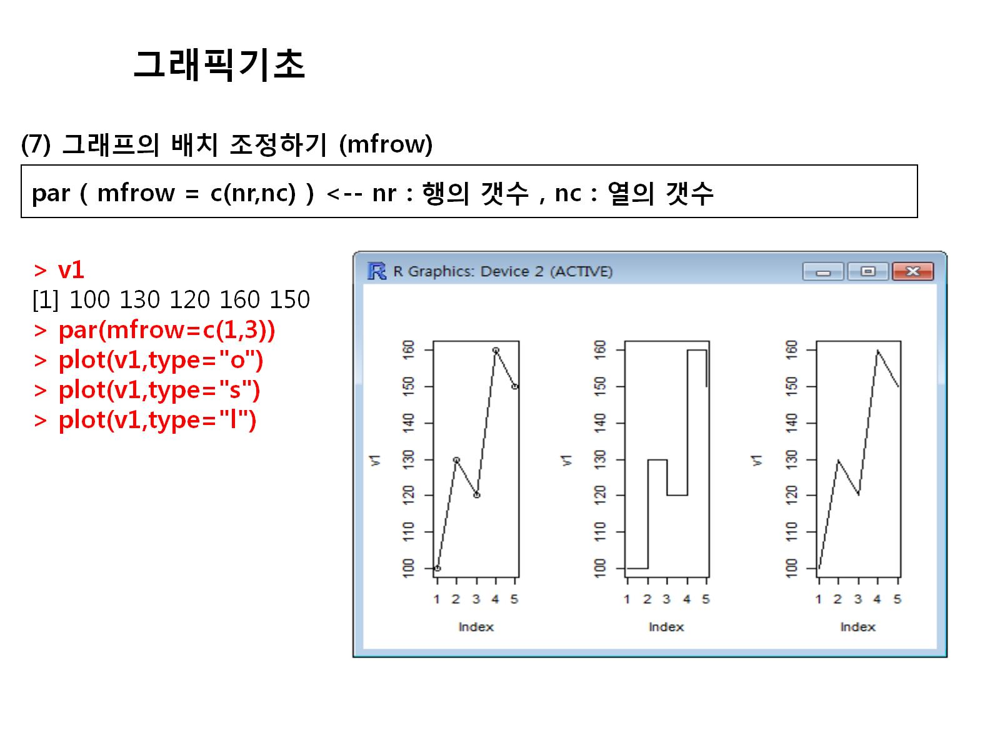 그래픽기초
(7) 그래프의 배치 조정하기 (mfrow)
par ( mfrow = c(nr,nc) ) <-- nr : 행의 갯수 , nc : 열의 갯수
> v1
[1] 100 130 120 160 150
> par(mfrow=c(1,3))
> plot(v1,type="o")
> plot(v1,type="s")
> plot(v1,type="l")
R Graphics: Device 2 (ACTIVE)
v1
100 110 120 130 140 150 160
1 2 3 4 5
Index
v1
100 110 120 130 140 150 160
1 2 3 4 5
Index
v1
100 110 120 130 140 150 160
1 2 3 4 5
Index